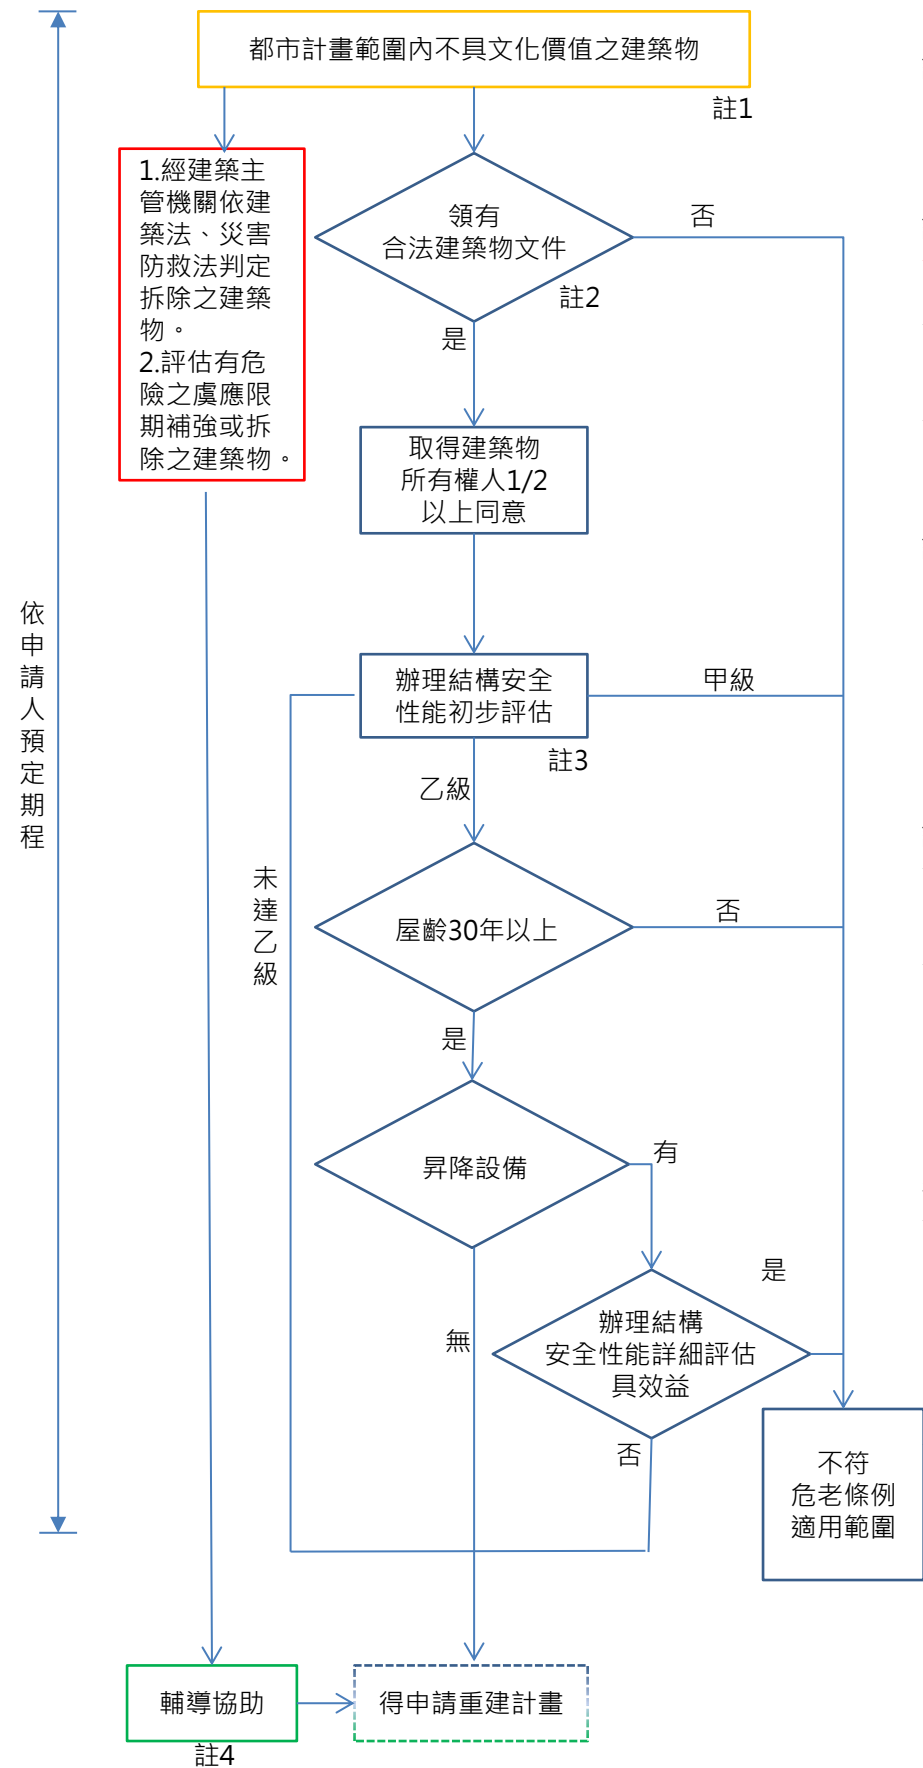 都市計畫範圍內不具文化價值之建築物
註1
1.經建築主
管機關依建
築法、災害
防救法判定
拆除之建築
物。
2.評估有危
險之虞應限
期補強或拆
除之建築物。
領有
合法建築物文件
否
註2
是
取得建築物
所有權人1/2
以上同意
辦理結構安全
性能初步評估
甲級
註3
乙級
依申請人預定期程
未達乙級
屋齡30年以上
否
是
昇降設備
有
無
辦理結構
安全性能詳細評估
具效益
是
否
不符
危老條例
適用範圍
輔導協助
得申請重建計畫
註4